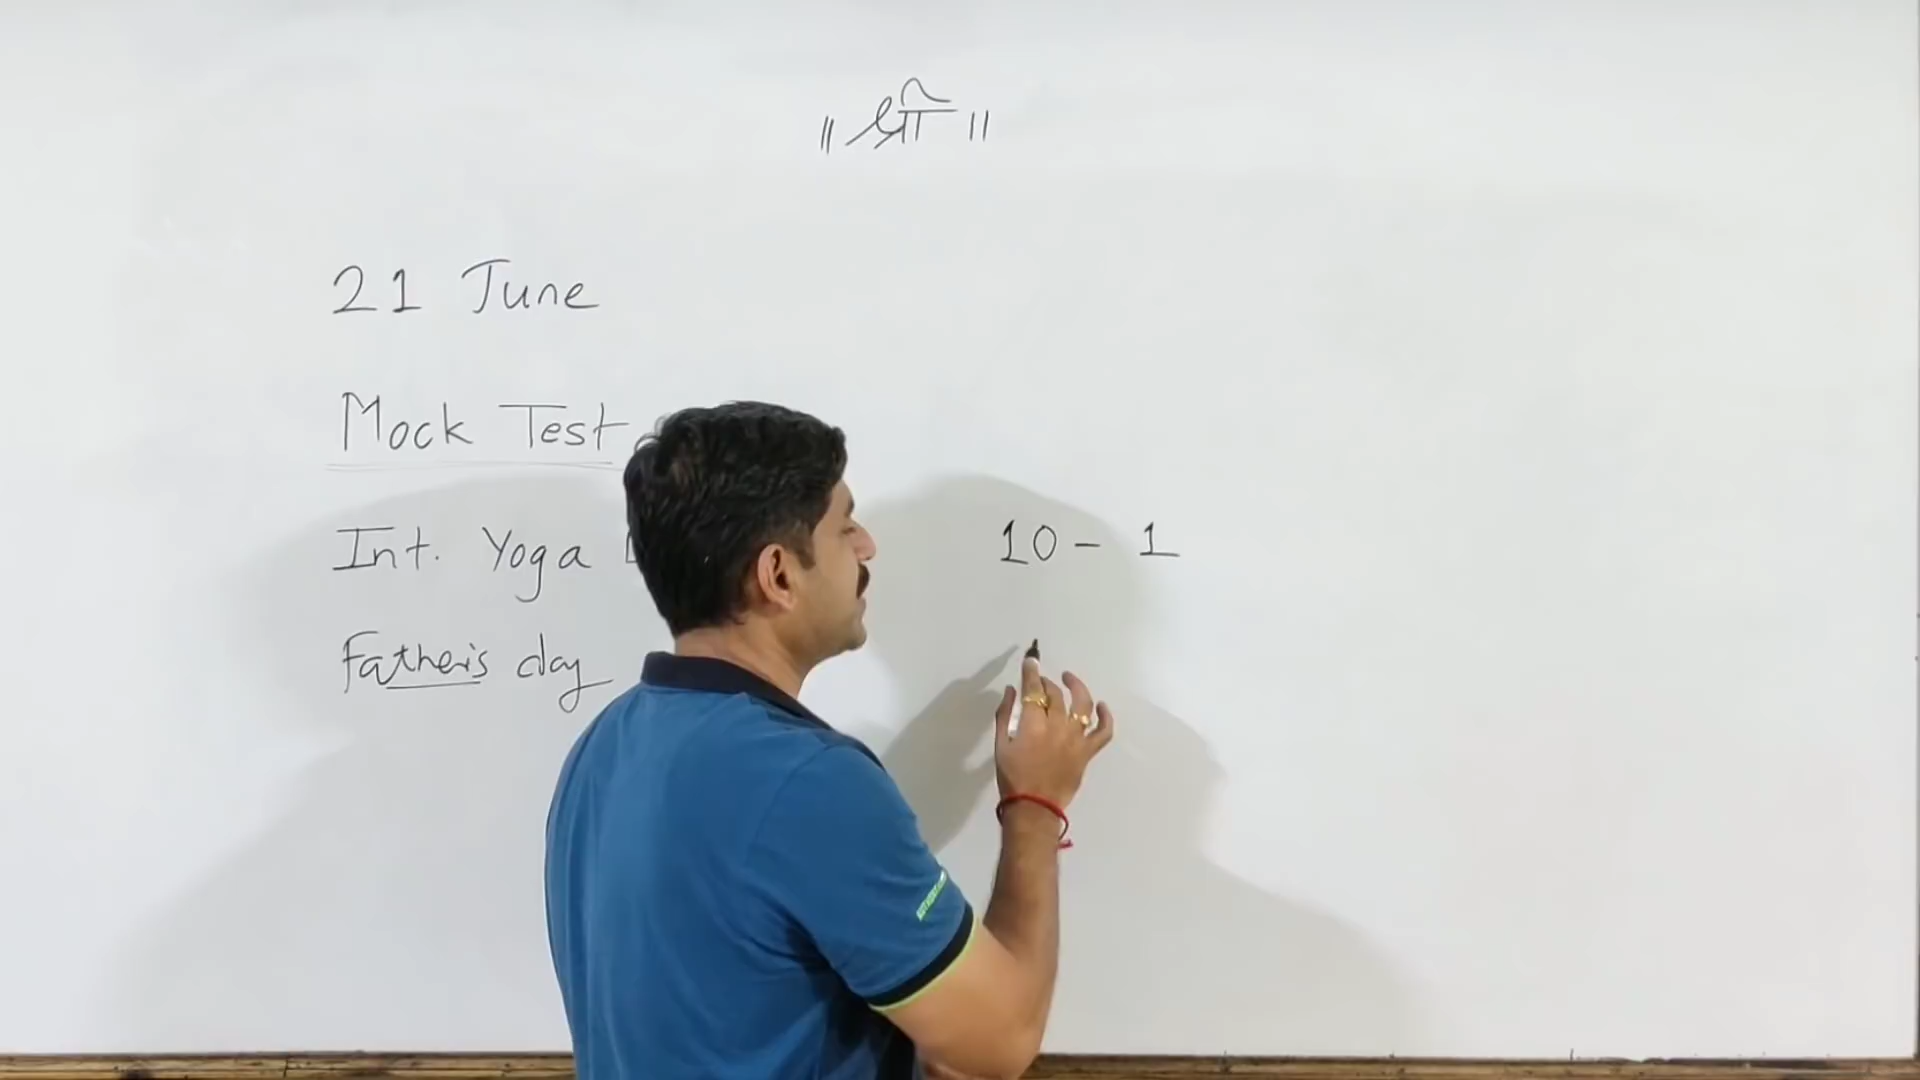 ॥ श्री ॥
21 June
Mock Test
Int. Yoga
10 - 1
Father's day